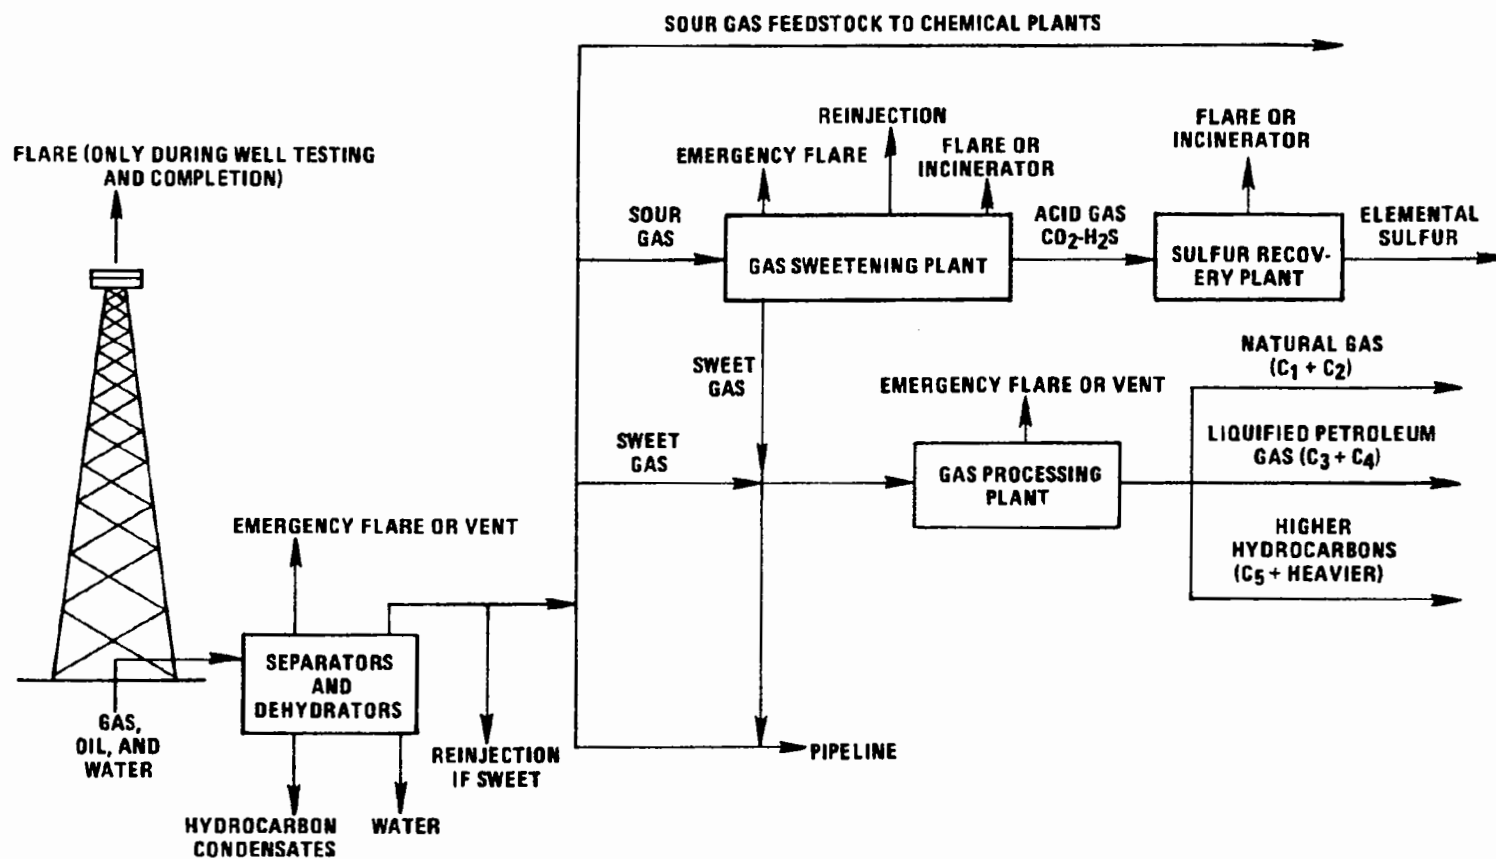 SOUR GAS FEEDSTOCK TO CHEMICAL PLANTS
FLARE (ONLY DURING WELL TESTING
AND COMPLETION)
EMERGENCY FLARE
REINJECTION
FLARE OR
INCINERATOR
FLARE OR
INCINERATOR
SOUR
GAS
GAS SWEETENING PLANT
ACID GAS
CO₂-H₂S
SULFUR RECOV-
ERY PLANT
ELEMENTAL
SULFUR
SWEET
GAS
SWEET
GAS
EMERGENCY FLARE OR VENT
GAS PROCESSING
PLANT
NATURAL GAS
(C₁ + C₂)
LIQUIFIED PETROLEUM
GAS (C₃ + C₄)
HIGHER
HYDROCARBONS
(C₅ + HEAVIER)
EMERGENCY FLARE OR VENT
SEPARATORS
AND
DEHYDRATORS
GAS,
OIL, AND
WATER
HYDROCARBON
CONDENSATES
WATER
REINJECTION
IF SWEET
PIPELINE